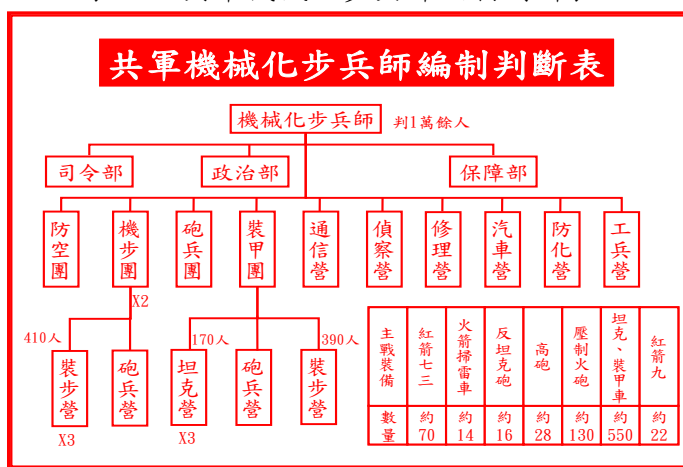 共軍機械化步兵師編制判斷表
機械化步兵師 判1萬餘人
司令部 政治部 保障部
防空團 機步團 砲兵團 裝甲團 通信營 偵察營 修理營 汽車營 防化營 工兵營
X2
410人 170人 390人
裝步營 砲兵營 坦克營 砲兵營 裝步營
X3 X3
主戰裝備 紅箭七三 火箭掃雷車 反坦克砲 高砲 壓制火砲 坦克、裝甲車 紅箭九
數量 約70 約14 約16 約28 約130 約550 約22